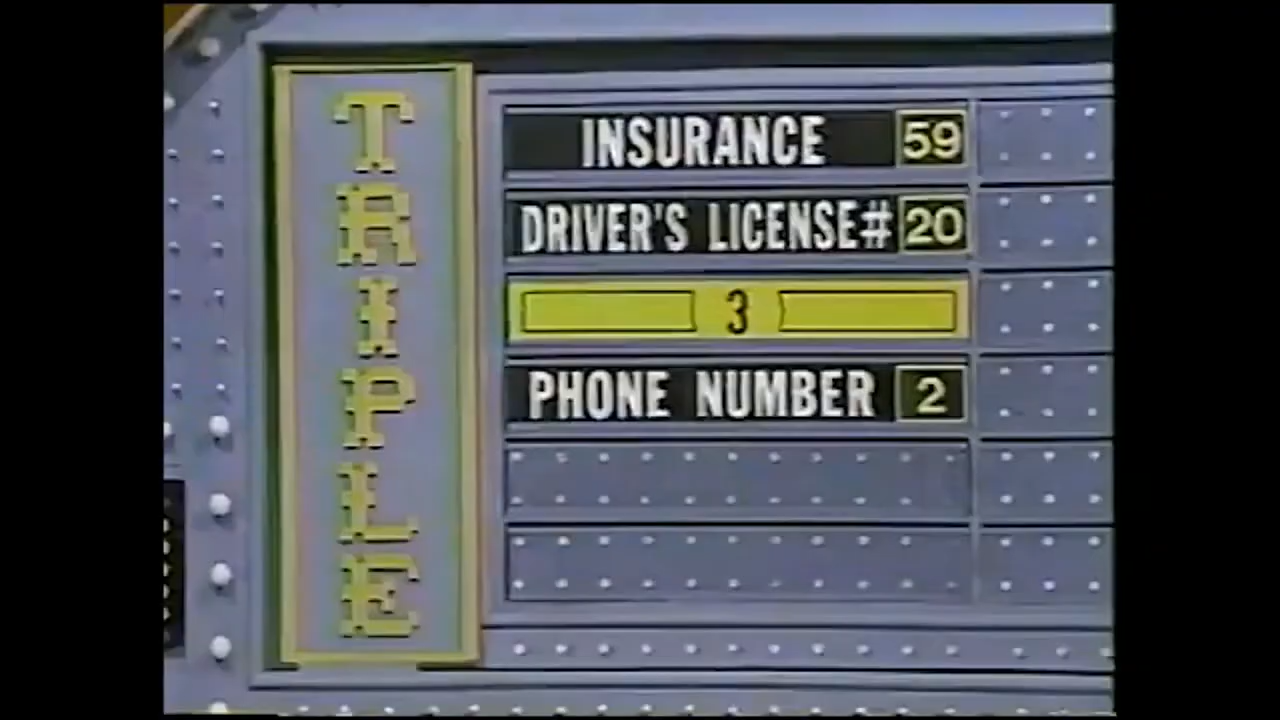 TRIPLE
INSURANCE 59
DRIVER'S LICENSE# 20
3
PHONE NUMBER 2